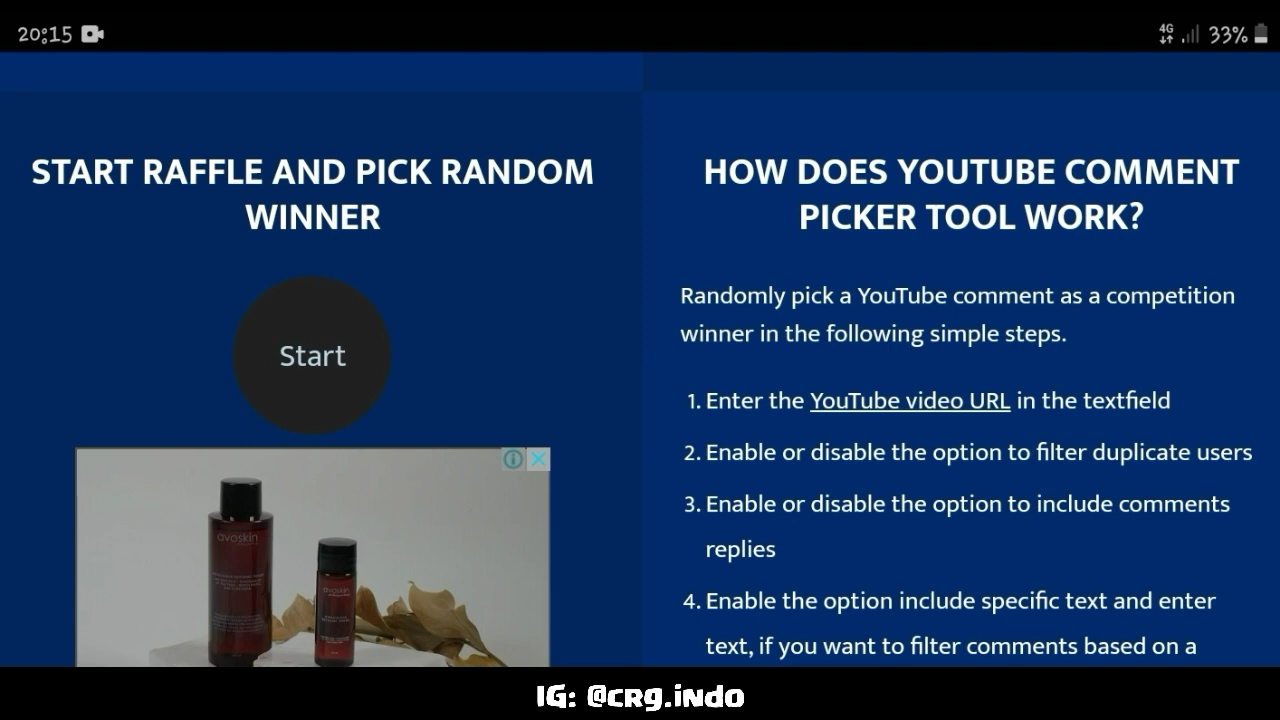 20:15
4G
33%
START RAFFLE AND PICK RANDOM
WINNER
Start
avoskin
avoskin
HOW DOES YOUTUBE COMMENT
PICKER TOOL WORK?
Randomly pick a YouTube comment as a competition
winner in the following simple steps.
1. Enter the YouTube video URL in the textfield
2. Enable or disable the option to filter duplicate users
3. Enable or disable the option to include comments
replies
4. Enable the option include specific text and enter
text, if you want to filter comments based on a
IG: @crg.indo